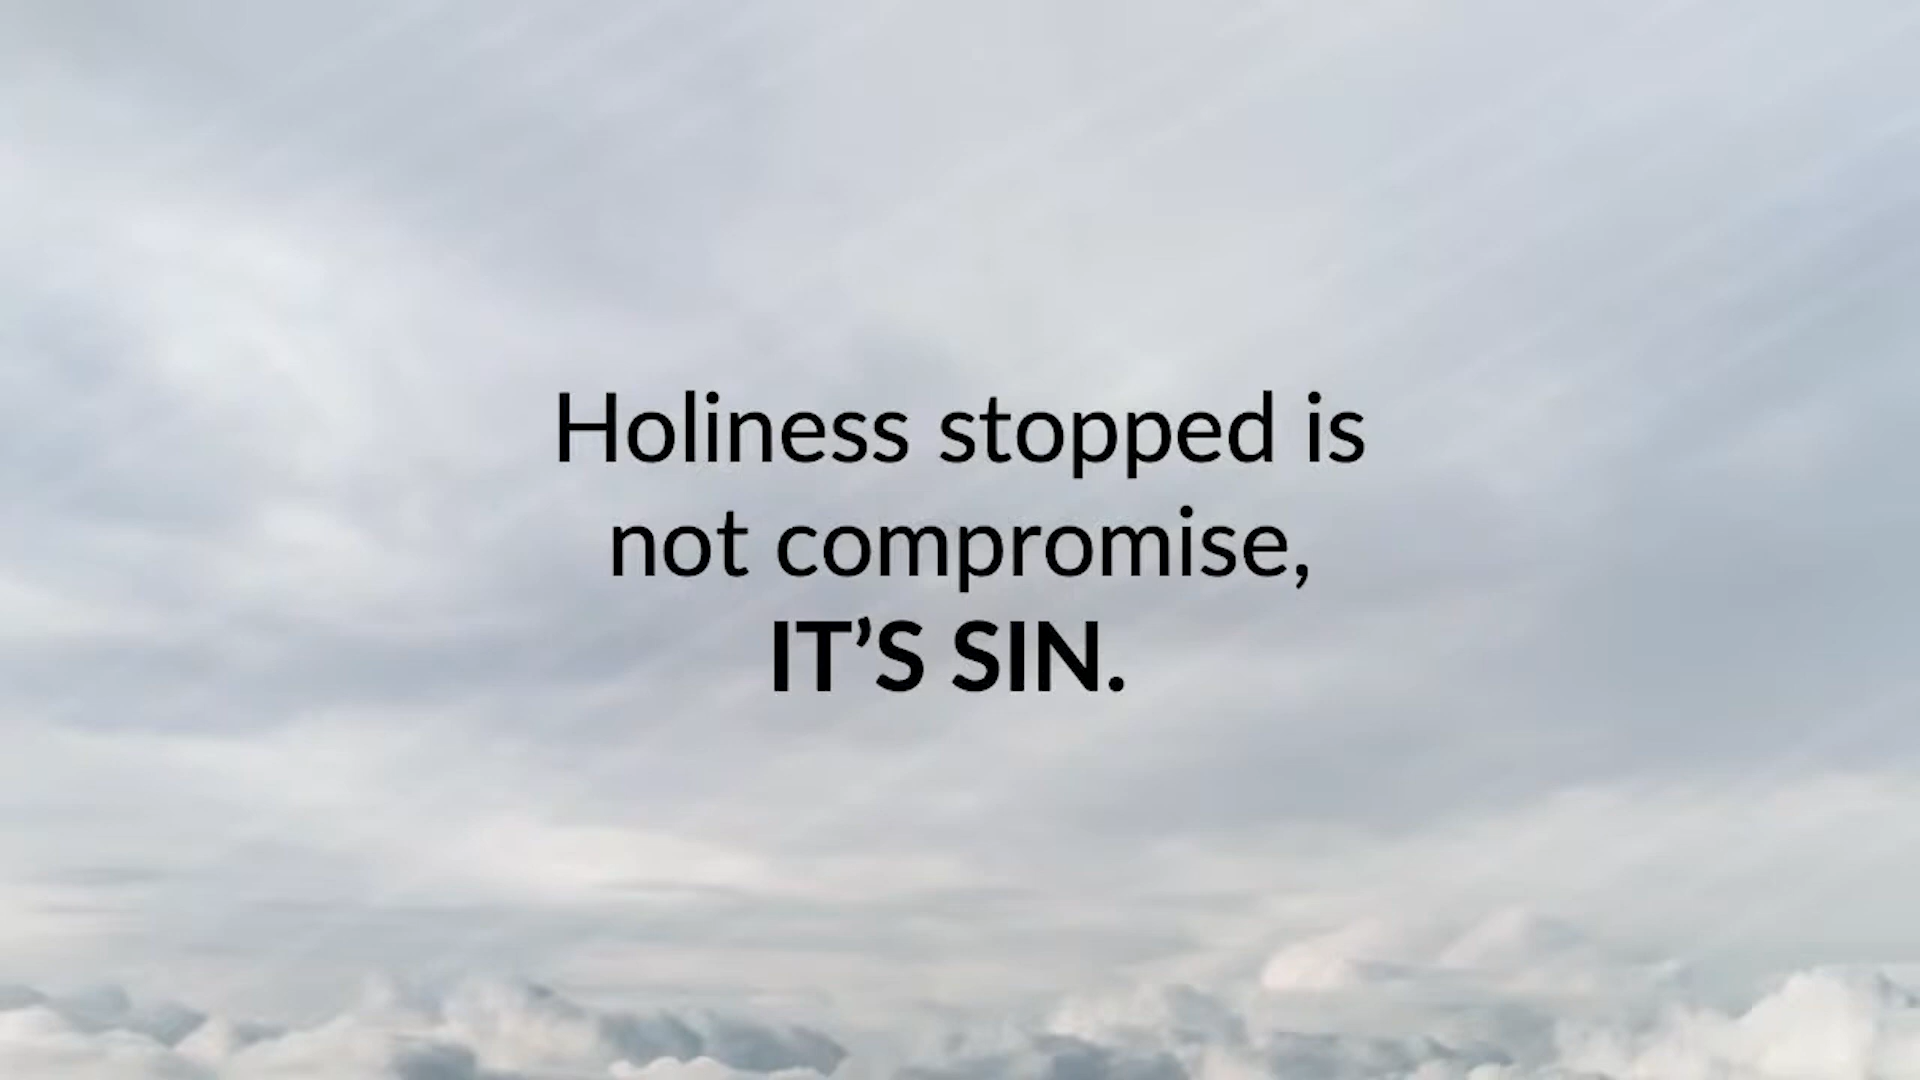 Holiness stopped is
not compromise,
IT’S SIN.